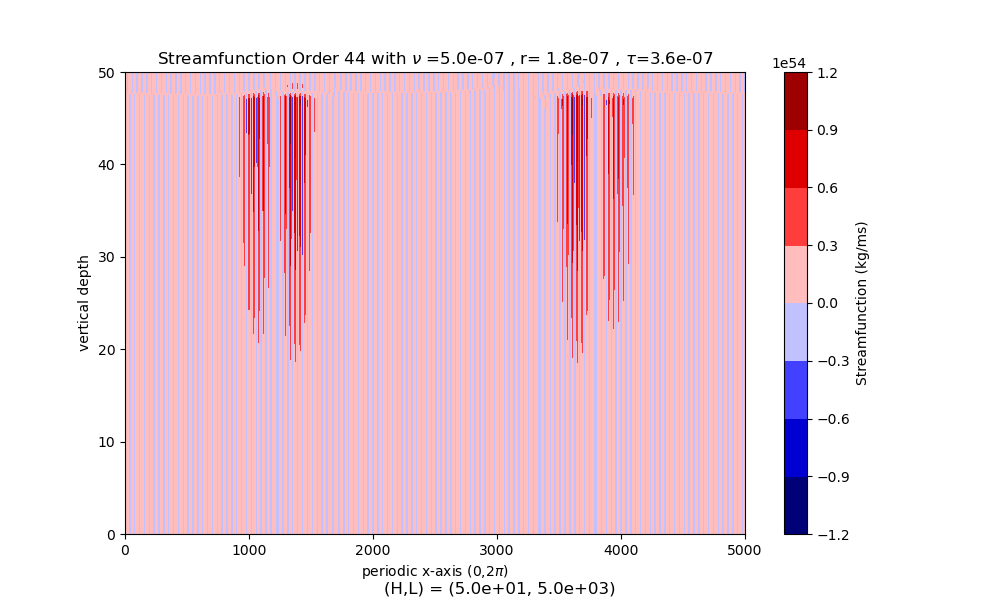 Streamfunction Order 44 with ν =5.0e-07 , r= 1.8e-07 , τ=3.6e-07
1e54
50
40
30
20
10
0
vertical depth
0 1000 2000 3000 4000 5000
periodic x-axis (0,2π)
(H,L) = (5.0e+01, 5.0e+03)
1.2
0.9
0.6
0.3
0.0
−0.3
−0.6
−0.9
−1.2
Streamfunction (kg/ms)